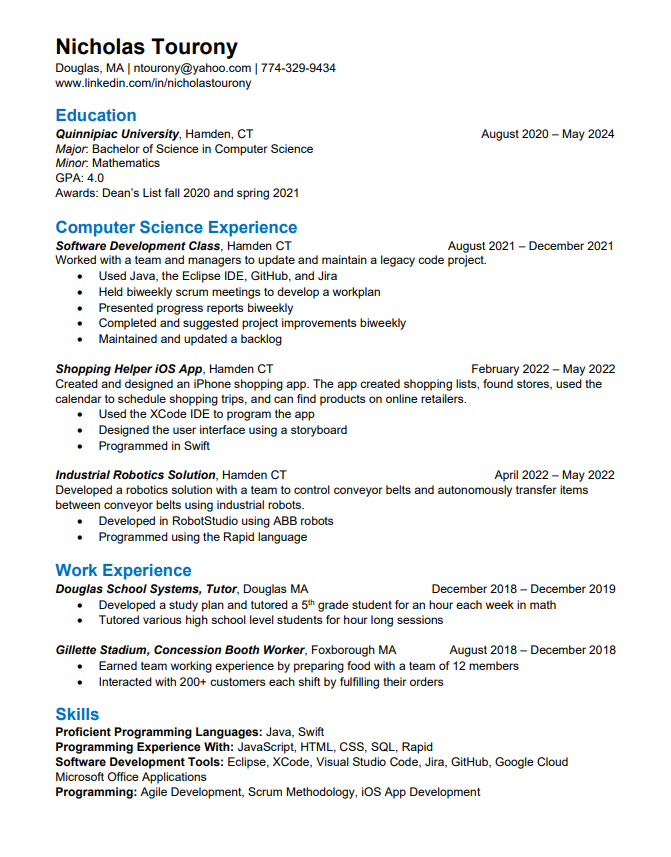 Nicholas Tourony
Douglas, MA | ntourony@yahoo.com | 774-329-9434
www.linkedin.com/in/nicholastourony
Education
Quinnipiac University, Hamden, CT August 2020 – May 2024
Major: Bachelor of Science in Computer Science
Minor: Mathematics
GPA: 4.0
Awards: Dean’s List fall 2020 and spring 2021
Computer Science Experience
Software Development Class, Hamden CT August 2021 – December 2021
Worked with a team and managers to update and maintain a legacy code project.
• Used Java, the Eclipse IDE, GitHub, and Jira
• Held biweekly scrum meetings to develop a workplan
• Presented progress reports biweekly
• Completed and suggested project improvements biweekly
• Maintained and updated a backlog
Shopping Helper iOS App, Hamden CT February 2022 – May 2022
Created and designed an iPhone shopping app. The app created shopping lists, found stores, used the
calendar to schedule shopping trips, and can find products on online retailers.
• Used the XCode IDE to program the app
• Designed the user interface using a storyboard
• Programmed in Swift
Industrial Robotics Solution, Hamden CT April 2022 – May 2022
Developed a robotics solution with a team to control conveyor belts and autonomously transfer items
between conveyor belts using industrial robots.
• Developed in RobotStudio using ABB robots
• Programmed using the Rapid language
Work Experience
Douglas School Systems, Tutor, Douglas MA December 2018 – December 2019
• Developed a study plan and tutored a 5th grade student for an hour each week in math
• Tutored various high school level students for hour long sessions
Gillette Stadium, Concession Booth Worker, Foxborough MA August 2018 – December 2018
• Earned team working experience by preparing food with a team of 12 members
• Interacted with 200+ customers each shift by fulfilling their orders
Skills
Proficient Programming Languages: Java, Swift
Programming Experience With: JavaScript, HTML, CSS, SQL, Rapid
Software Development Tools: Eclipse, XCode, Visual Studio Code, Jira, GitHub, Google Cloud
Microsoft Office Applications
Programming: Agile Development, Scrum Methodology, iOS App Development